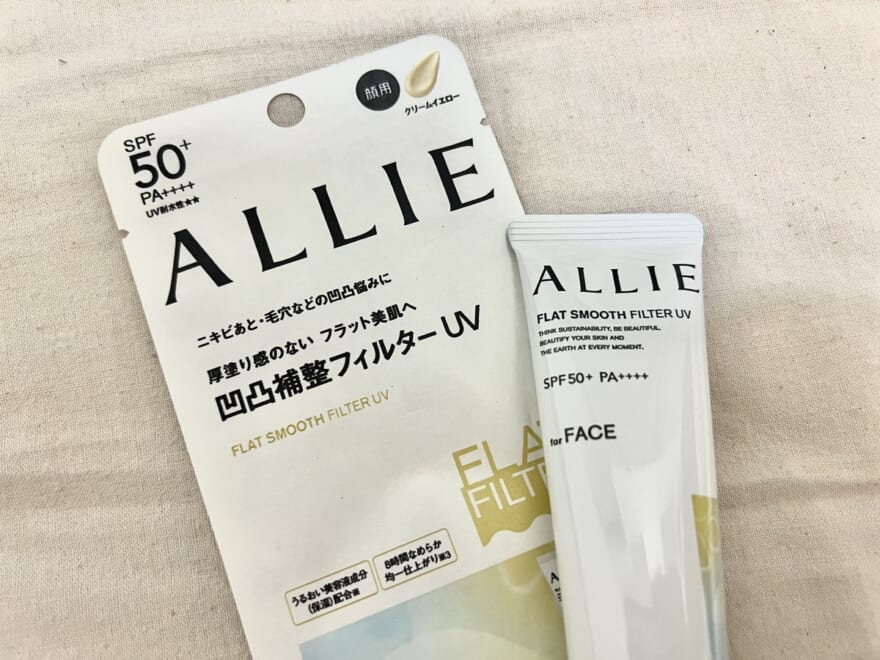 顔用
クリームイエロー
SPF
50+
PA++++
UV耐水性★★
ALLIE
ニキビあと・毛穴などの凹凸悩みに
厚塗り感のない フラット美肌へ
凹凸補整フィルターUV
FLAT SMOOTH FILTER UV
うるおい美容液成分
(保湿)配合※
8時間なめらか
均一仕上がり※3
ALLIE
FLAT SMOOTH FILTER UV
THINK SUSTAINABILITY, BE BEAUTIFUL.
BEAUTIFY YOUR SKIN AND
THE EARTH AT EVERY MOMENT.
SPF50+ PA++++
for FACE